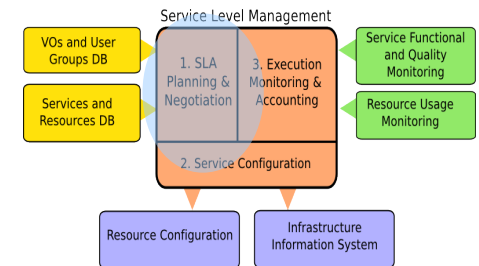 Service Level Management
VOs and User
Groups DB
Services and
Resources DB
1. SLA
Planning &
Negotiation
3. Execution
Monitoring &
Accounting
2. Service Configuration
Service Functional
and Quality
Monitoring
Resource Usage
Monitoring
Resource Configuration
Infrastructure
Information System